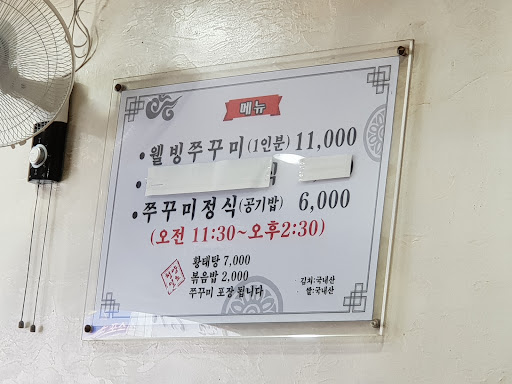 메뉴
• 웰빙쭈꾸미(1인분) 11,000
•
• 쭈꾸미정식(공기밥) 6,000
(오전 11:30~오후2:30)
황태탕 7,000
볶음밥 2,000
쭈꾸미 포장 됩니다
김치:국내산
쌀:국내산